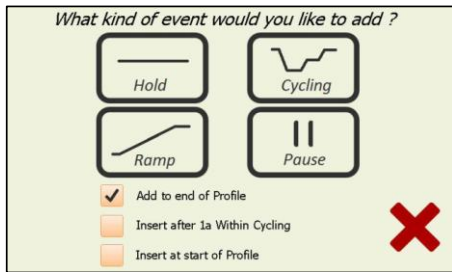 What kind of event would you like to add ?
Hold
Cycling
Ramp
Pause
Add to end of Profile
Insert after 1a Within Cycling
Insert at start of Profile